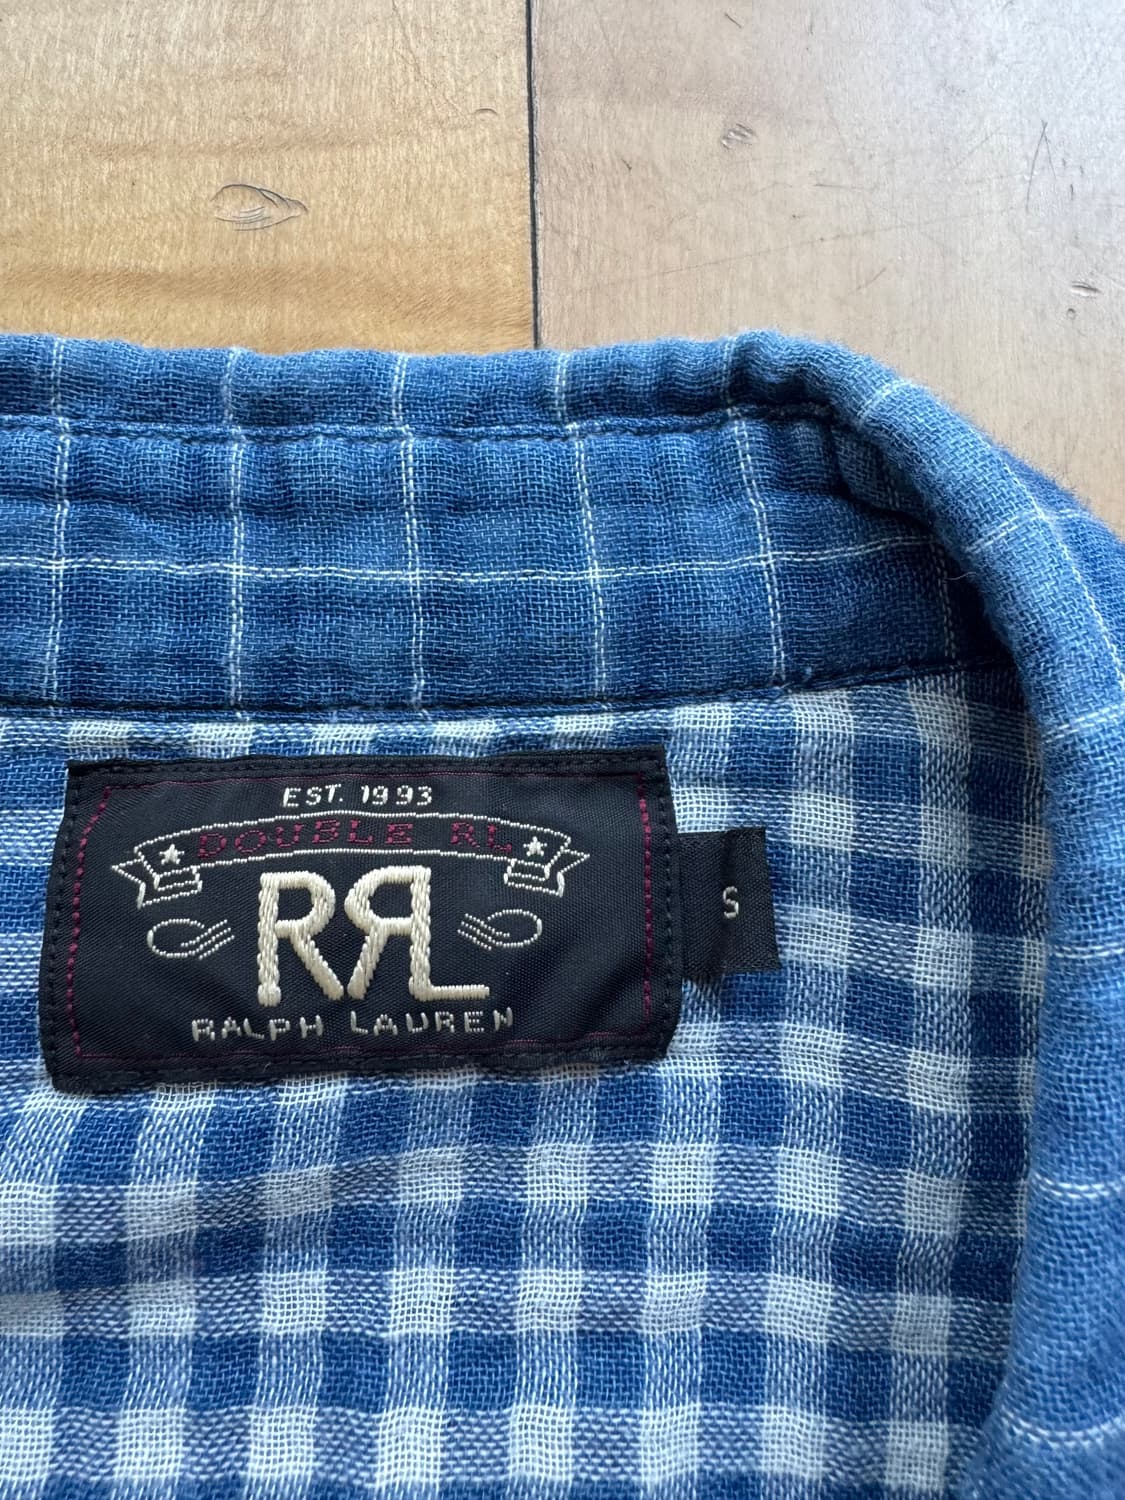 EST. 1993
DOUBLE RL
RRL
RALPH LAUREN
S